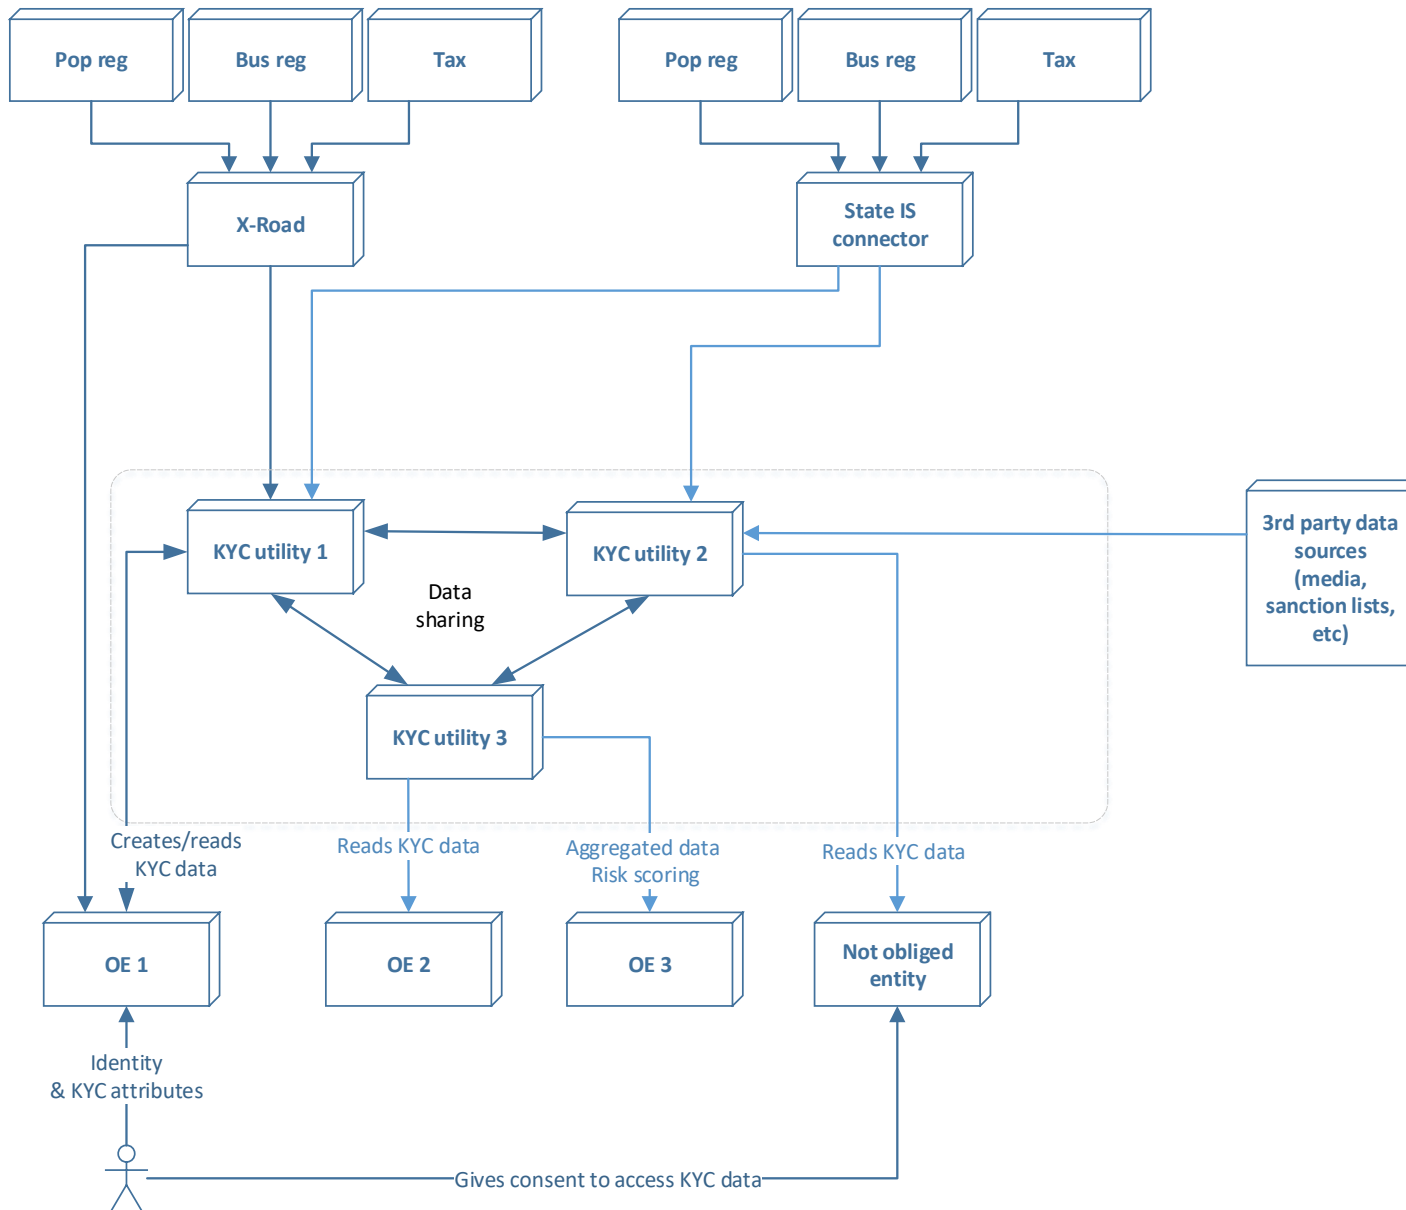 Pop reg
Bus reg
Tax
Pop reg
Bus reg
Tax
X-Road
State IS
connector
KYC utility 1
KYC utility 2
3rd party data
sources
(media,
sanction lists,
etc)
Data
sharing
KYC utility 3
Creates/reads
KYC data
Reads KYC data
Aggregated data
Risk scoring
Reads KYC data
OE 1
OE 2
OE 3
Not obliged
entity
Identity
& KYC attributes
Gives consent to access KYC data